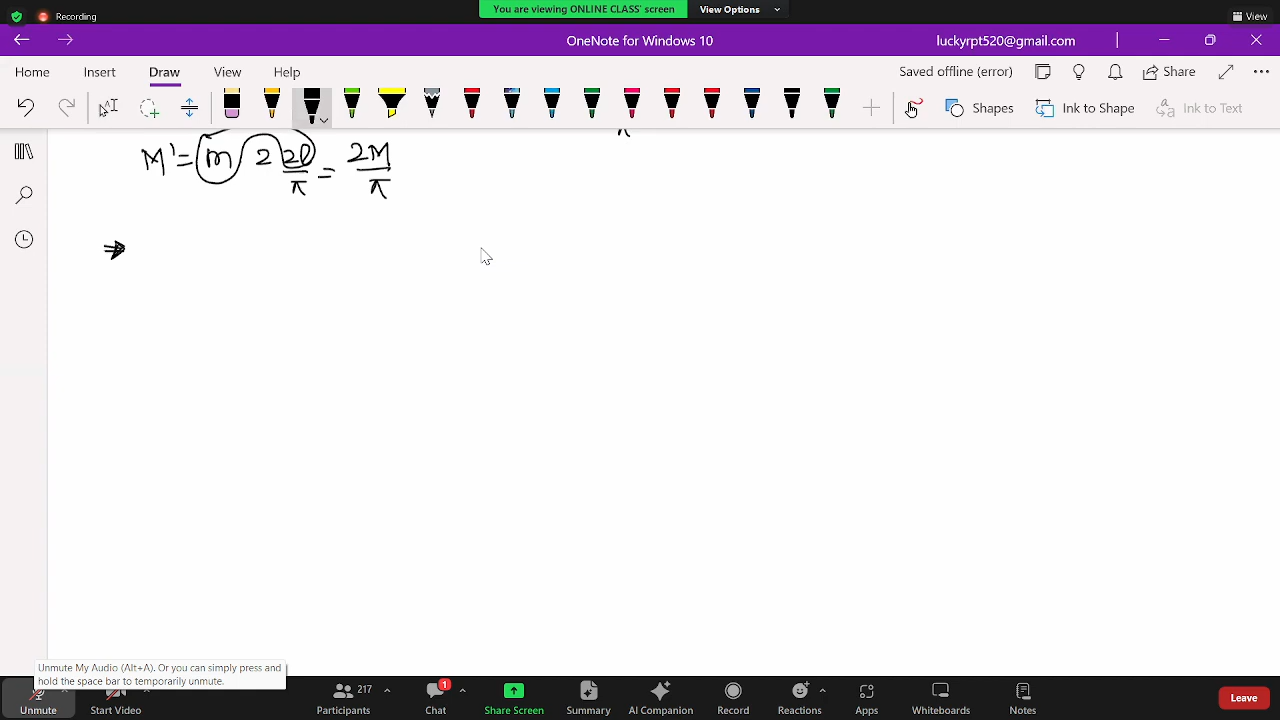 Recording
You are viewing ONLINE CLASS' screen
View Options
View
OneNote for Windows 10
luckyrpt520@gmail.com
Home
Insert
Draw
View
Help
Saved offline (error)
Share
Shapes
Ink to Shape
Ink to Text
M' = m 2 2l/π = 2M/π
π
⇒
Unmute My Audio (Alt+A). Or you can simply press and
hold the space bar to temporarily unmute.
Unmute
Start Video
217
Participants
1
Chat
Share Screen
Summary
AI Companion
Record
Reactions
Apps
Whiteboards
Notes
Leave